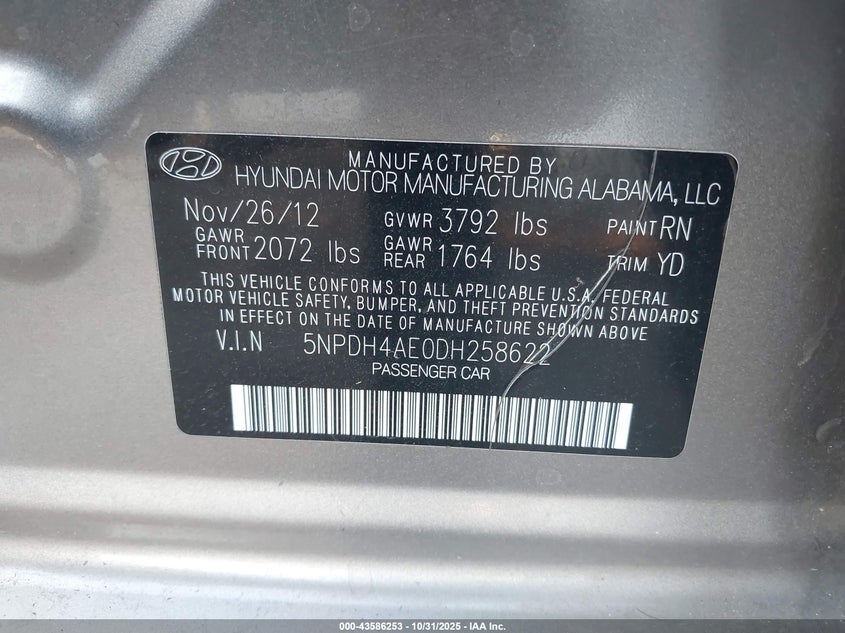 MANUFACTURED BY
HYUNDAI MOTOR MANUFACTURING ALABAMA, LLC
Nov/26/12 GVWR 3792 lbs PAINT RN
GAWR FRONT 2072 lbs GAWR REAR 1764 lbs TRIM YD
THIS VEHICLE CONFORMS TO ALL APPLICABLE U.S.A. FEDERAL
MOTOR VEHICLE SAFETY, BUMPER, AND THEFT PREVENTION STANDARDS
IN EFFECT ON THE DATE OF MANUFACTURE SHOWN ABOVE
V.I.N 5NPDH4AE0DH258622
PASSENGER CAR
000-43586253 - 10/31/2025 - IAA Inc.